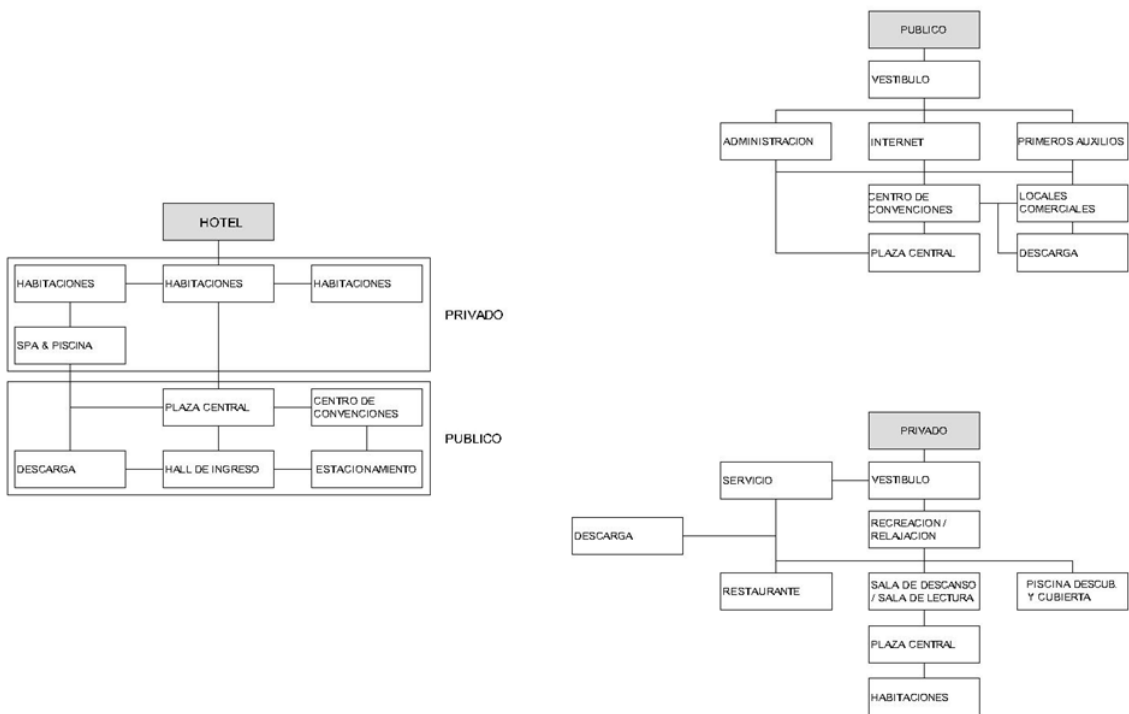 HOTEL
HABITACIONES
HABITACIONES
HABITACIONES
SPA & PISCINA
PRIVADO
PLAZA CENTRAL
CENTRO DE
CONVENCIONES
PUBLICO
DESCARGA
HALL DE INGRESO
ESTACIONAMIENTO
PUBLICO
VESTIBULO
ADMINISTRACION
INTERNET
PRIMEROS AUXILIOS
CENTRO DE
CONVENCIONES
LOCALES
COMERCIALES
PLAZA CENTRAL
DESCARGA
PRIVADO
SERVICIO
VESTIBULO
RECREACION /
RELAJACION
DESCARGA
RESTAURANTE
SALA DE DESCANSO
/ SALA DE LECTURA
PISCINA DESCUB.
Y CUBIERTA
PLAZA CENTRAL
HABITACIONES